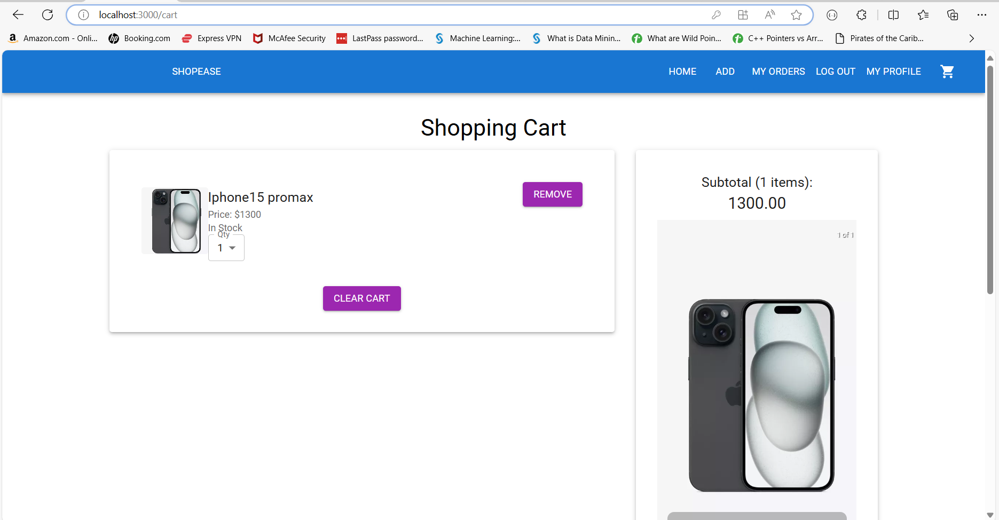 localhost:3000/cart
Amazon.com - Onli...
Booking.com
Express VPN
McAfee Security
LastPass password...
Machine Learning:...
What is Data Minin...
What are Wild Poin...
C++ Pointers vs Arr...
Pirates of the Carib...
SHOPEASE
HOME
ADD
MY ORDERS
LOG OUT
MY PROFILE
Shopping Cart
Iphone15 promax
Price: $1300
In Stock
Qty
1
REMOVE
CLEAR CART
Subtotal (1 items):
1300.00
1 of 1